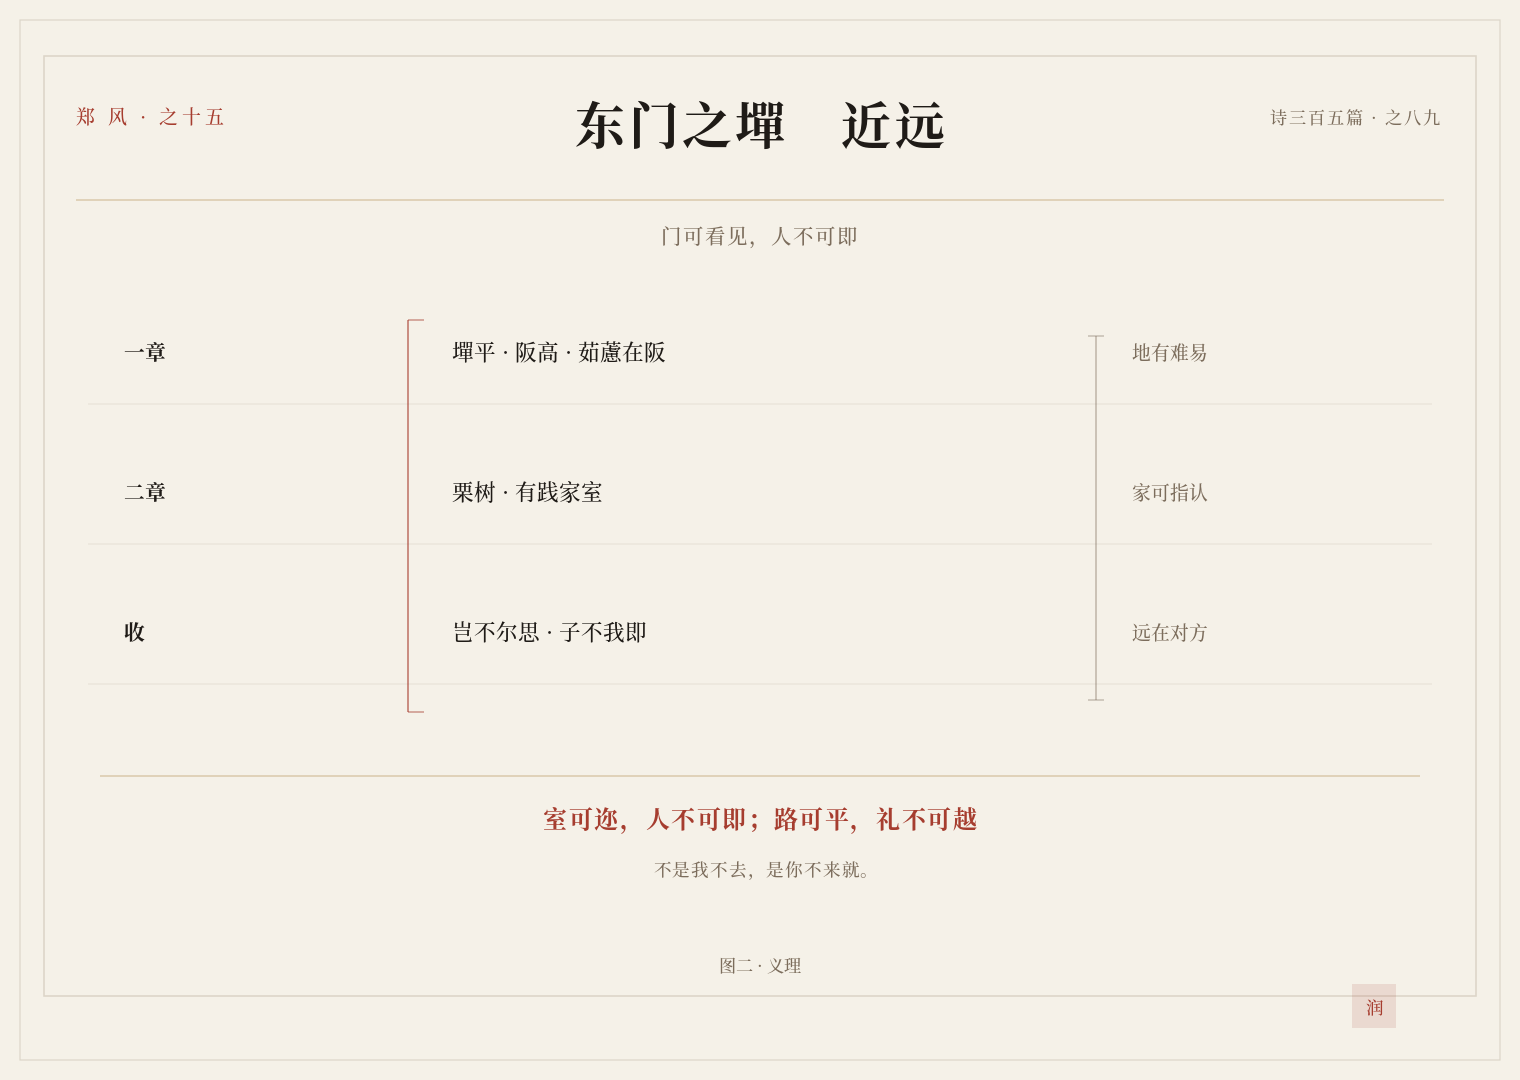 郑风·之十五
东门之墠 近远
诗三百五篇·之八九
门可看见，人不可即
一章
墠平·阪高·茹藘在阪
地有难易
二章
栗树·有践家室
家可指认
收
岂不尔思·子不我即
远在对方
室可迩，人不可即；路可平，礼不可越
不是我不去，是你不来就。
图二·义理
润